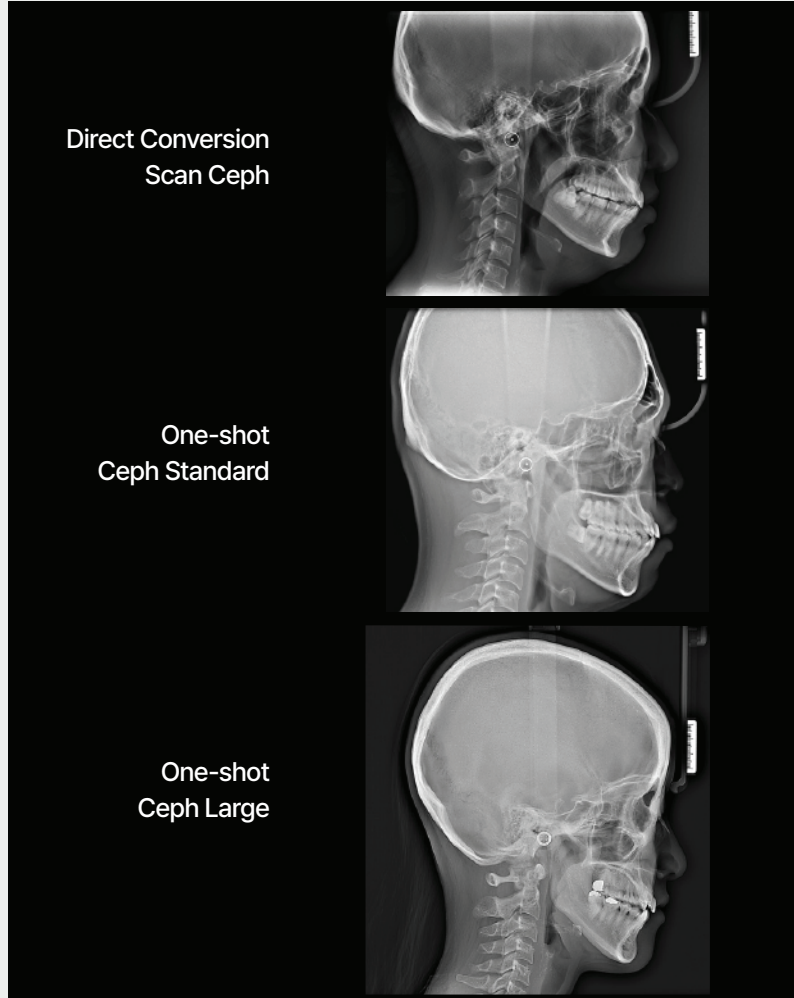 Direct Conversion
Scan Ceph
One-shot
Ceph Standard
One-shot
Ceph Large